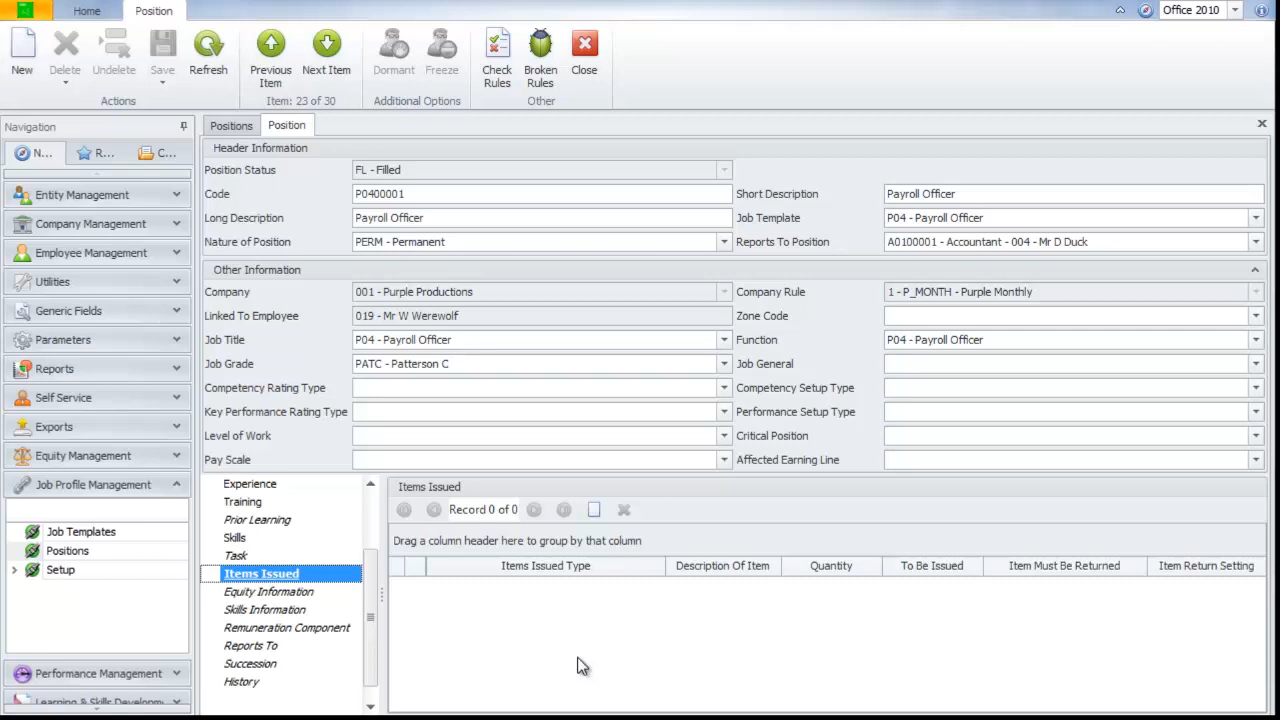 Home
Position
Office 2010
New
Delete
Undelete
Save
Refresh
Previous Item
Next Item
Dormant
Freeze
Check Rules
Broken Rules
Close
Actions
Item: 23 of 30
Additional Options
Other
Navigation
N...
R...
C...
Entity Management
Company Management
Employee Management
Utilities
Generic Fields
Parameters
Reports
Self Service
Exports
Equity Management
Job Profile Management
Job Templates
Positions
Setup
Performance Management
Learning & Skills Developm...
Positions
Position
Header Information
Position Status FL - Filled
Code P0400001 Short Description Payroll Officer
Long Description Payroll Officer Job Template P04 - Payroll Officer
Nature of Position PERM - Permanent Reports To Position A0100001 - Accountant - 004 - Mr D Duck
Other Information
Company 001 - Purple Productions Company Rule 1 - P_MONTH - Purple Monthly
Linked To Employee 019 - Mr W Werewolf Zone Code
Job Title P04 - Payroll Officer Function P04 - Payroll Officer
Job Grade PATC - Patterson C Job General
Competency Rating Type Competency Setup Type
Key Performance Rating Type Performance Setup Type
Level of Work Critical Position
Pay Scale Affected Earning Line
Experience
Training
Prior Learning
Skills
Task
Items Issued
Equity Information
Skills Information
Remuneration Component
Reports To
Succession
History
Items Issued
Record 0 of 0
Drag a column header here to group by that column
Items Issued Type Description Of Item Quantity To Be Issued Item Must Be Returned Item Return Setting